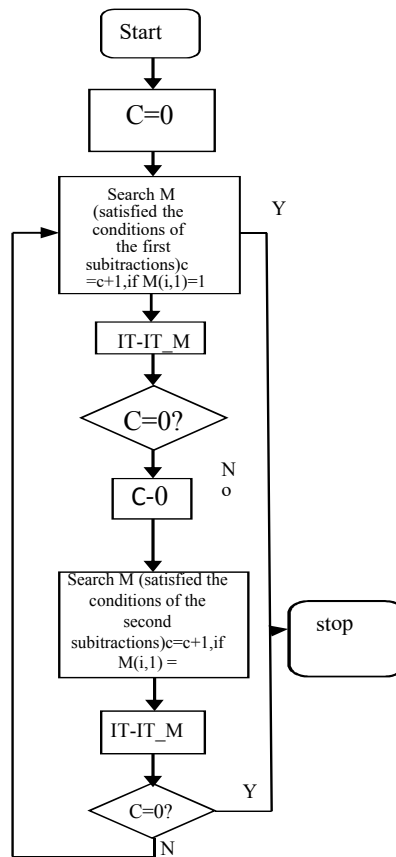 Start
C=0
Search M
(satisfied the
conditions of
the first
subitractions)c
=c+1,if M(i,1)=1
Y
IT-IT_M
C=0?
N
o
C-0
Search M (satisfied the
conditions of the
second
subitractions)c=c+1,if
M(i,1) =
stop
IT-IT_M
C=0?
Y
N